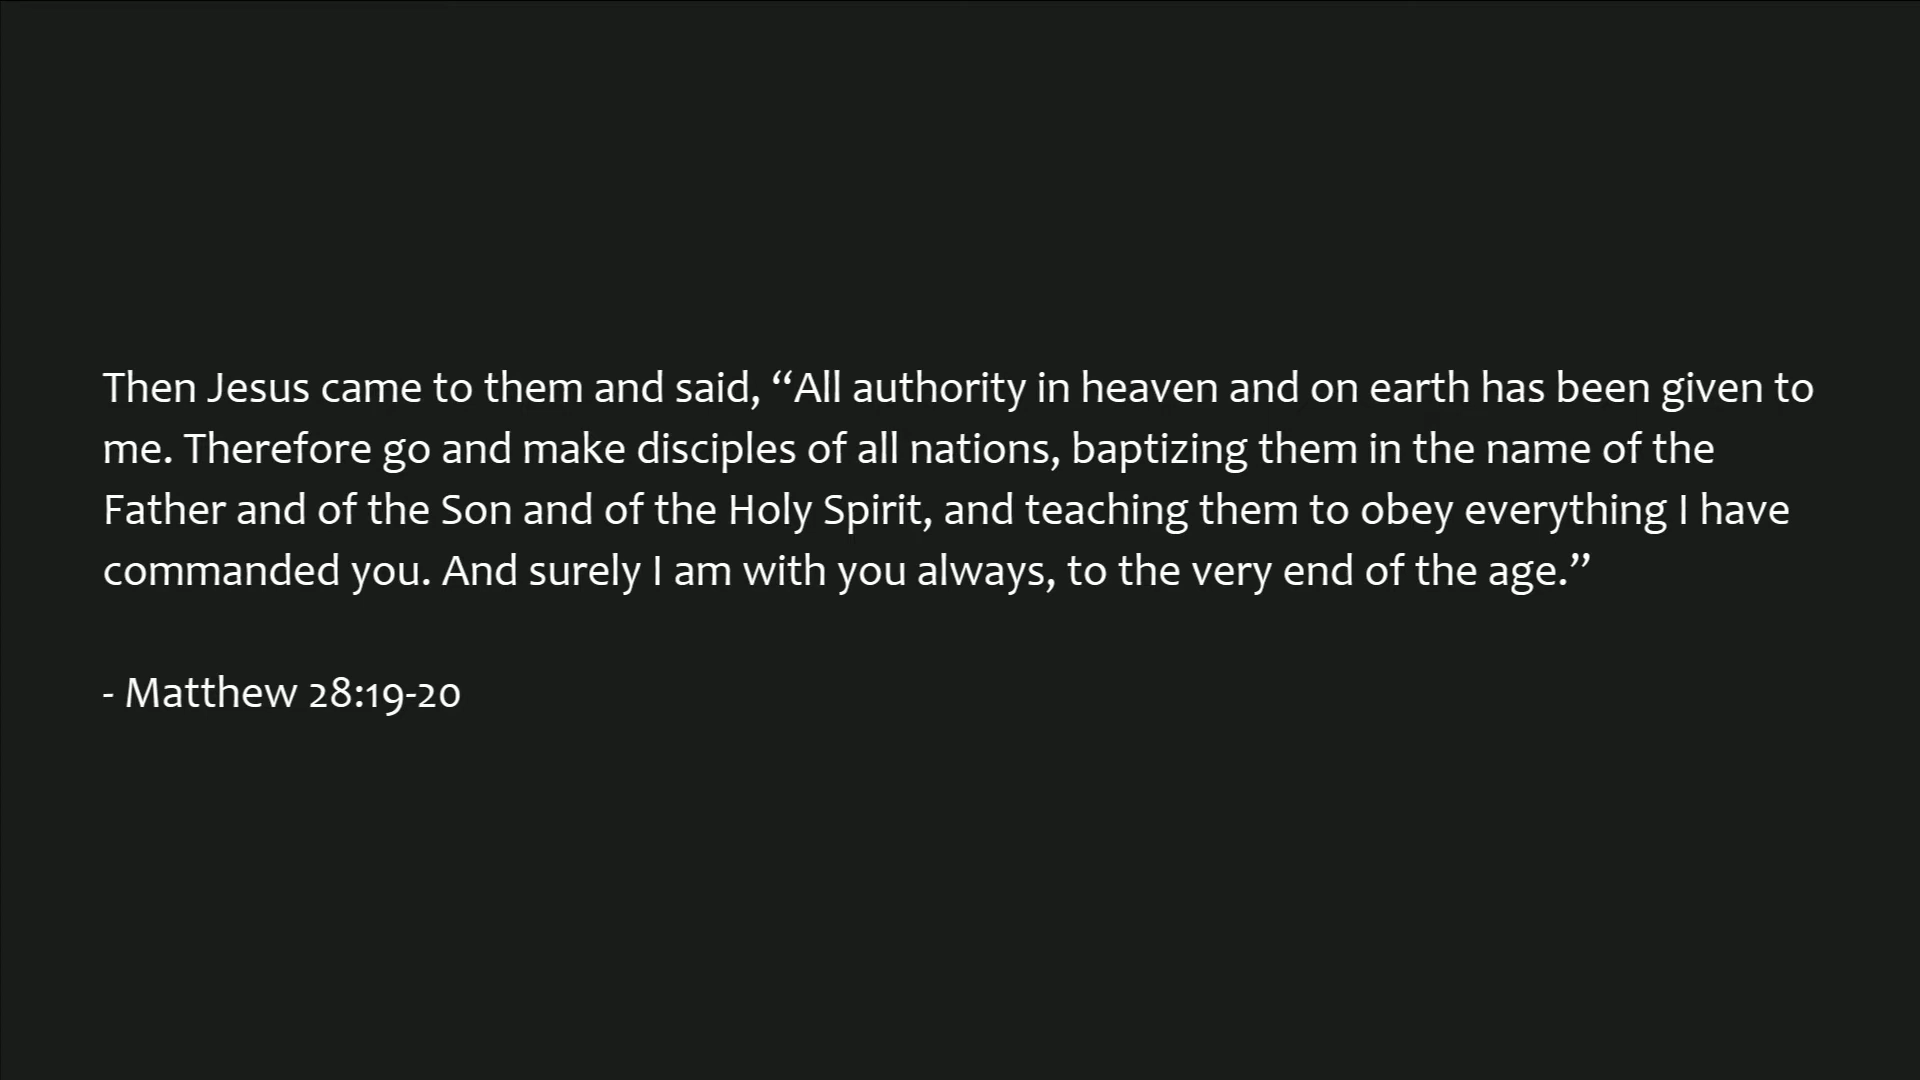 Then Jesus came to them and said, “All authority in heaven and on earth has been given to
me. Therefore go and make disciples of all nations, baptizing them in the name of the
Father and of the Son and of the Holy Spirit, and teaching them to obey everything I have
commanded you. And surely I am with you always, to the very end of the age.”
- Matthew 28:19-20